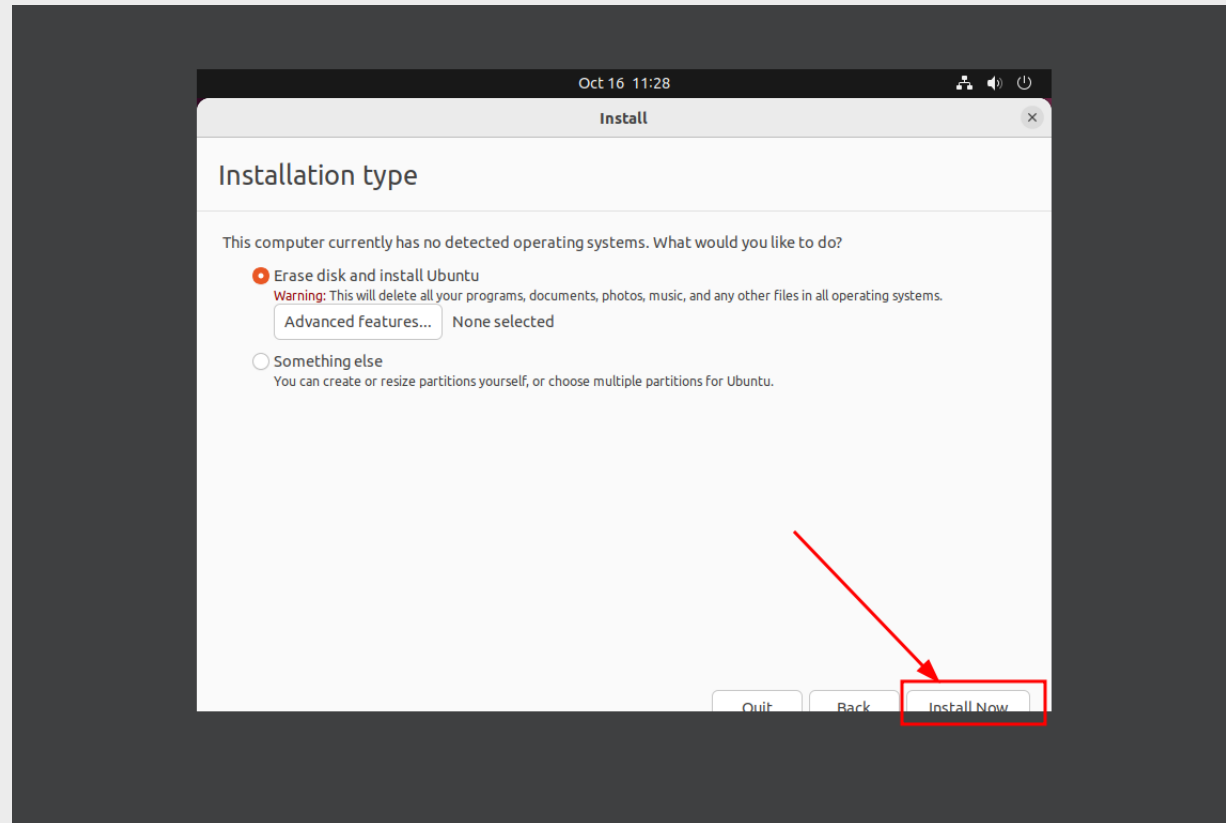 Oct 16 11:28
Install
Installation type
This computer currently has no detected operating systems. What would you like to do?
Erase disk and install Ubuntu
Warning: This will delete all your programs, documents, photos, music, and any other files in all operating systems.
Advanced features... None selected
Something else
You can create or resize partitions yourself, or choose multiple partitions for Ubuntu.
Quit Back Install Now